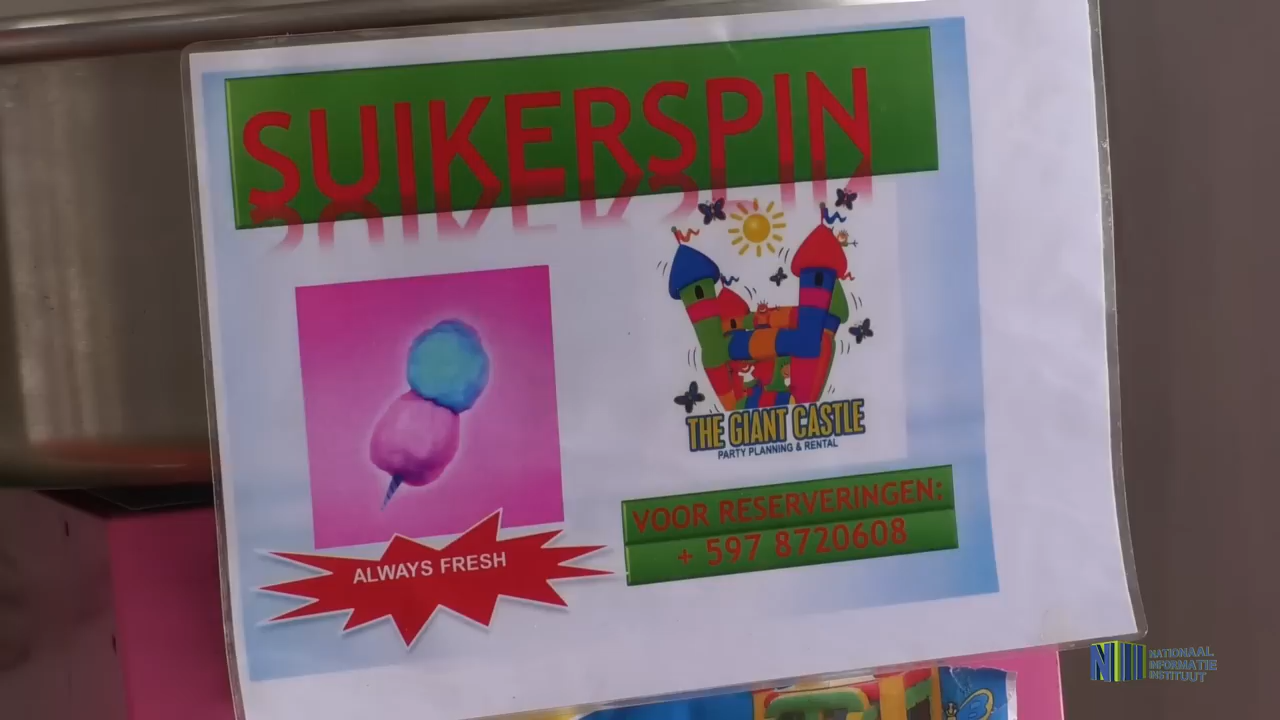 SUIKERSPIN
THE GIANT CASTLE
PARTY PLANNING & RENTAL
VOOR RESERVERINGEN:
+ 597 8720608
ALWAYS FRESH
NATIONAAL
INFORMATIE
INSTITUUT